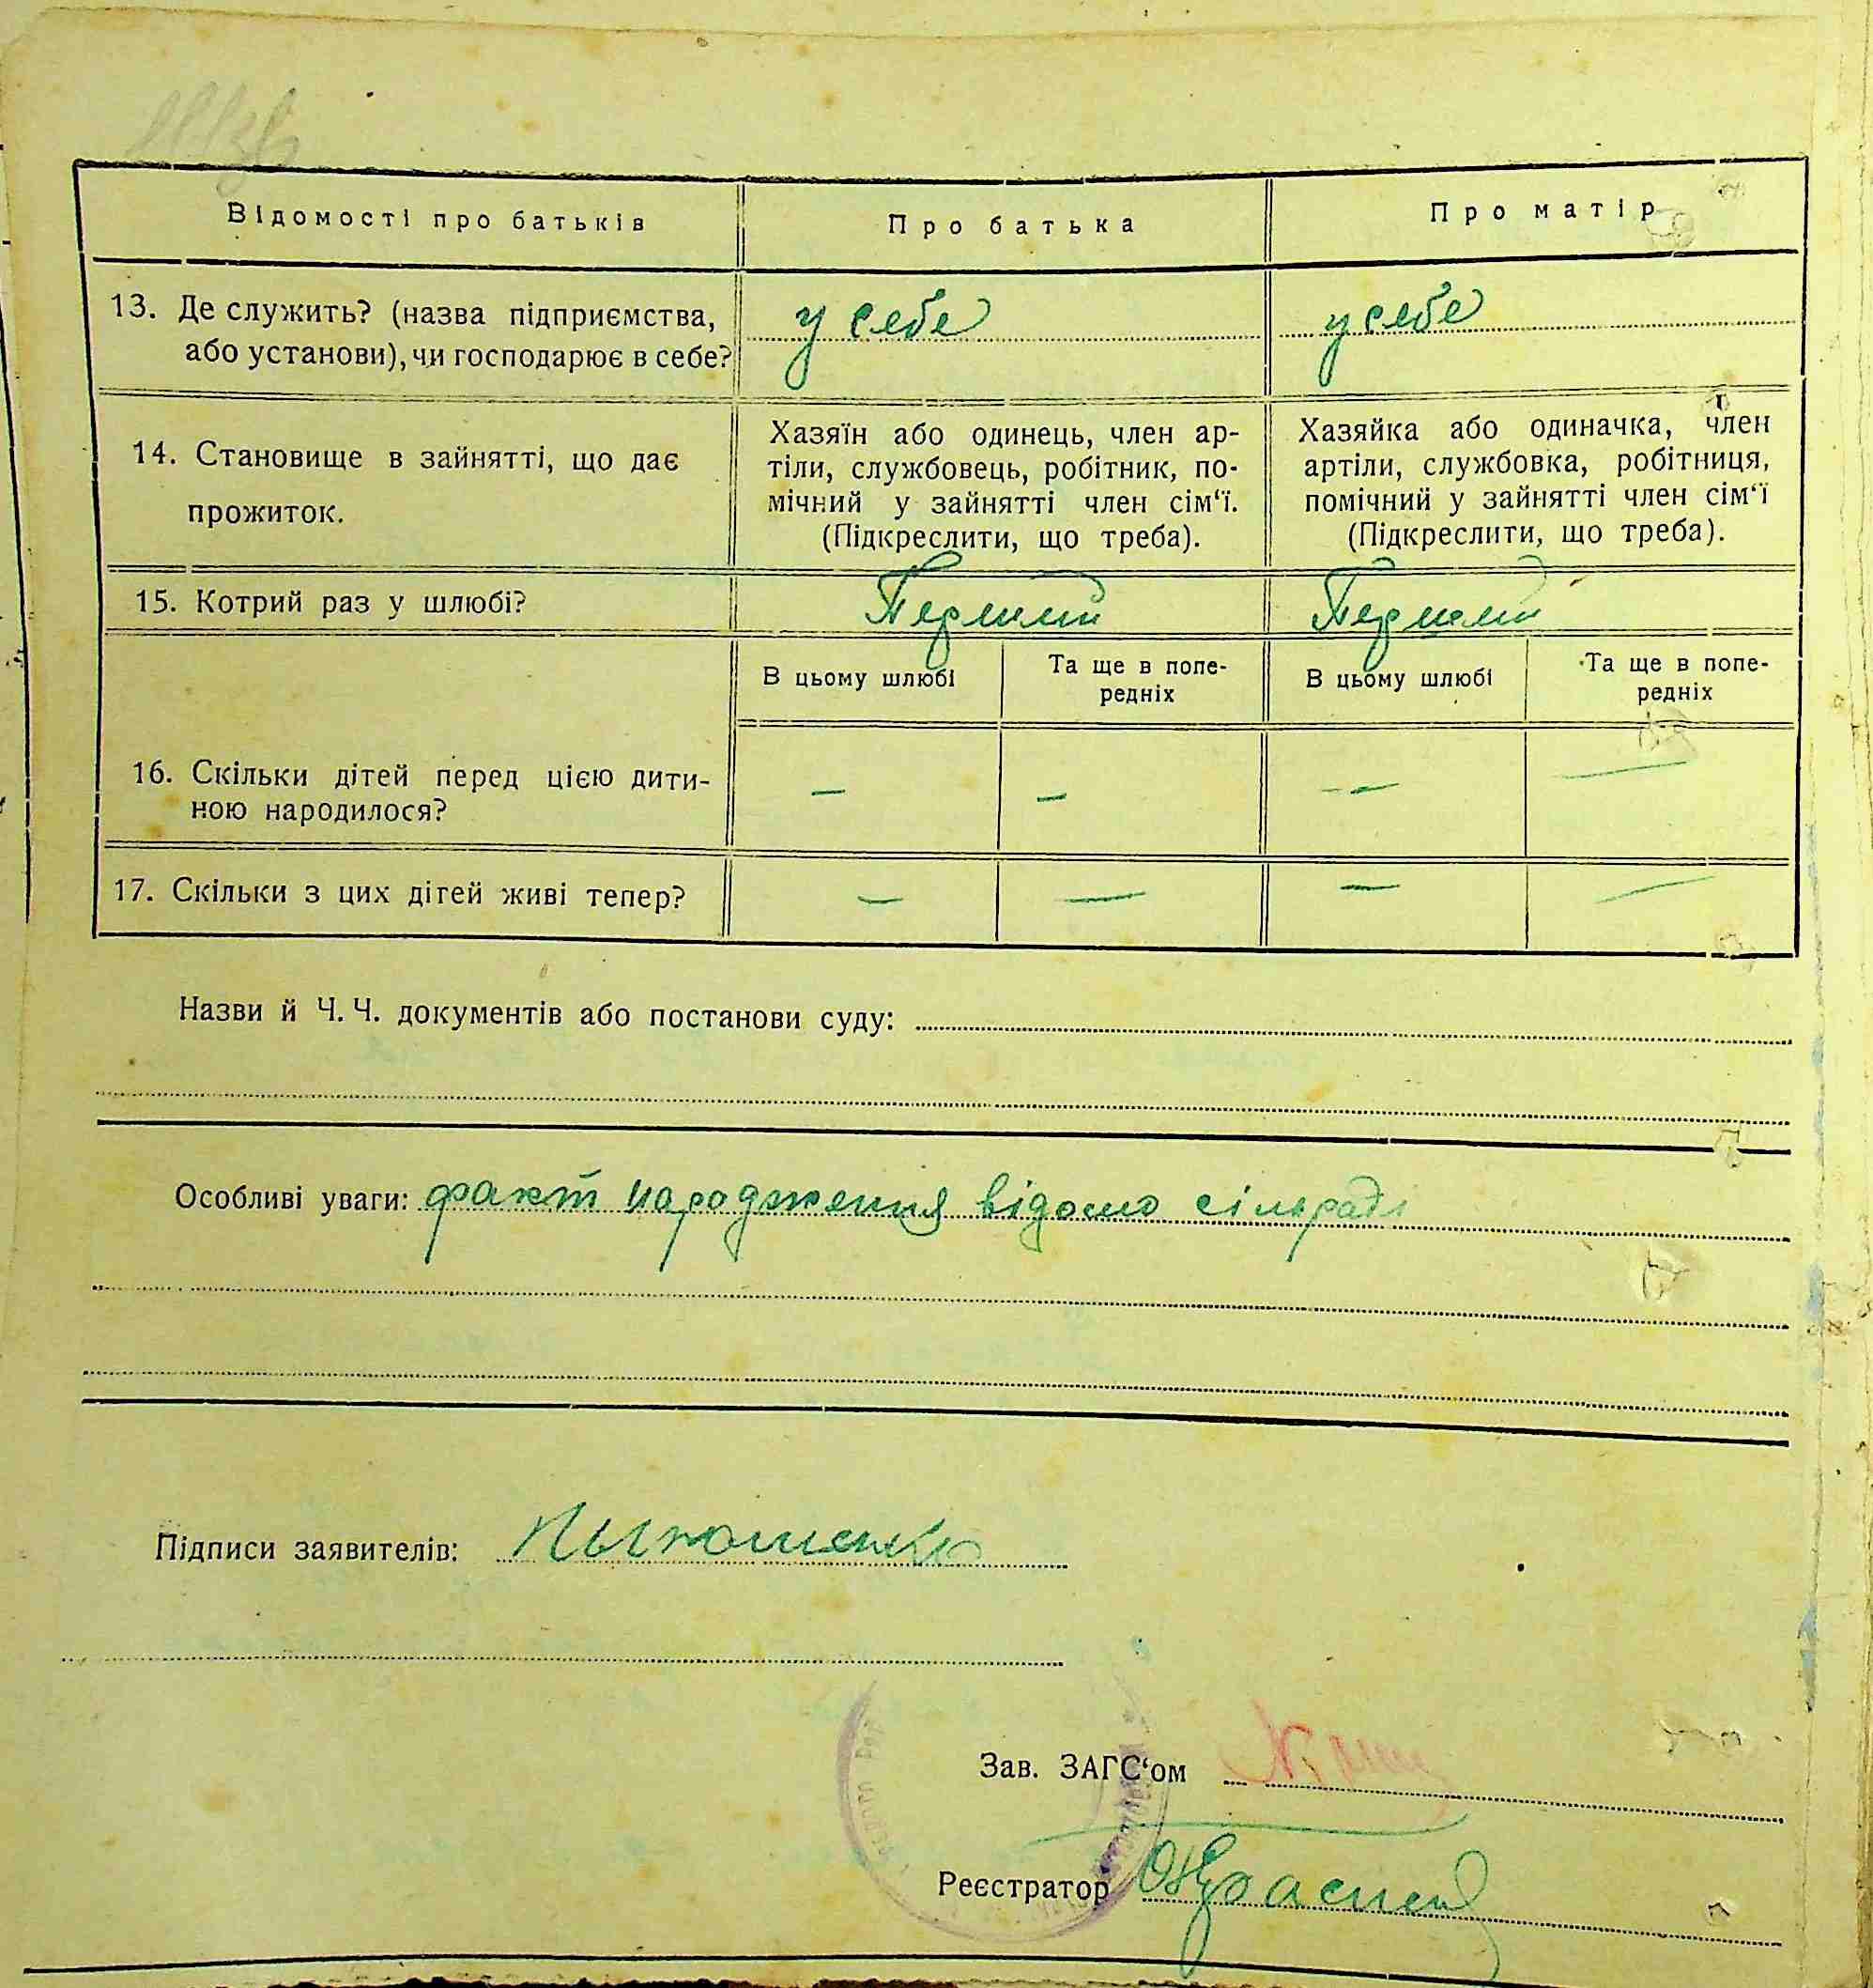 Відомості про батьків
Про батька
Про матір
13. Де служить? (назва підприємства,
або установи), чи господарює в себе?
у себе
у себе
14. Становище в зайнятті, що дає
прожиток.
Хазяїн або одинець, член ар-
тіли, службовець, робітник, по-
мічний у зайнятті член сім‘ї.
(Підкреслити, що треба).
Хазяйка або одиначка, член
артіли, службовка, робітниця,
помічний у зайнятті член сім‘ї
(Підкреслити, що треба).
15. Котрий раз у шлюбі?
Перший
Перший
В цьому шлюбі
Та ще в попе-
редніх
В цьому шлюбі
Та ще в попе-
редніх
16. Скільки дітей перед цією дити-
ною народилося?
—
—
—
—
17. Скільки з цих дігей живі тепер?
—
—
—
—
Назви й Ч. Ч. документів або постанови суду:
Особливі уваги: факт народження відомо сільраді
Підписи заявителів:
Зав. ЗАГС‘ом
Реєстратор